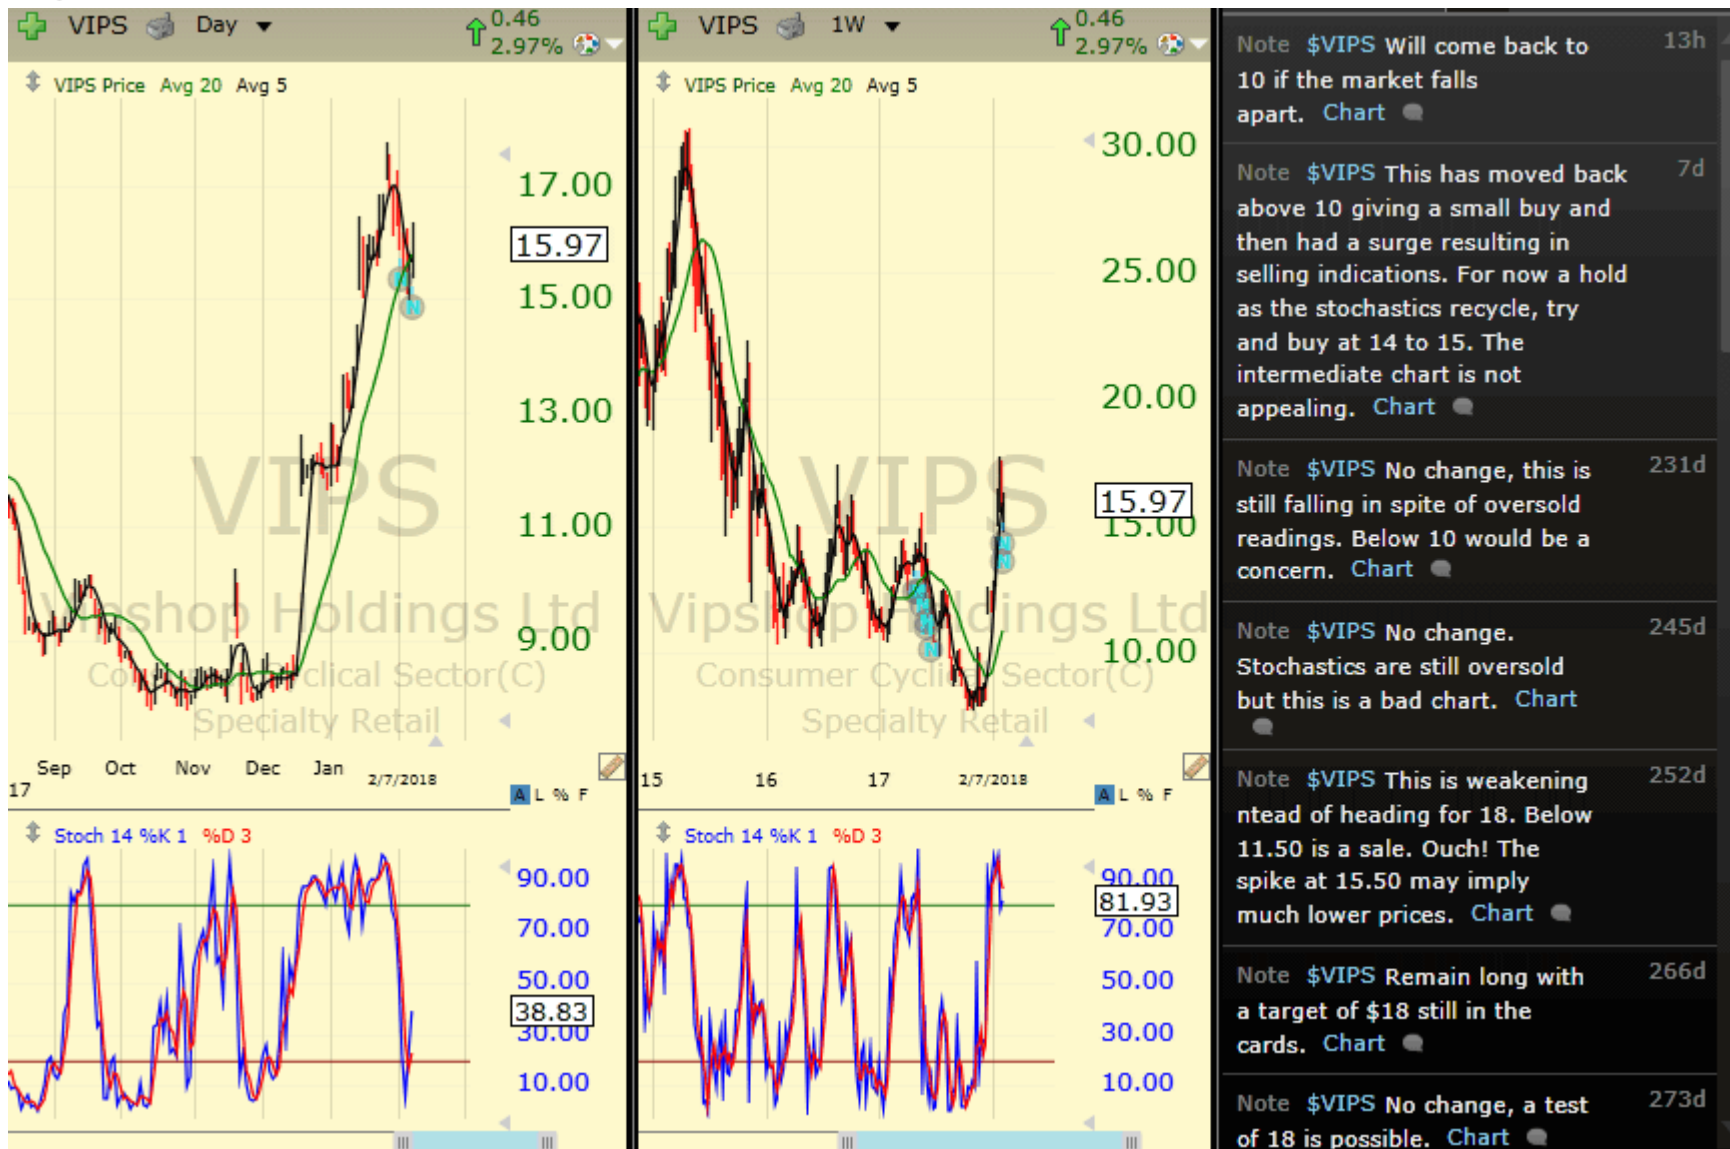 VIPS Day 0.46
2.97%
VIPS Price Avg 20 Avg 5
17.00
15.97
15.00
13.00
11.00
9.00
VIPS
Vipshop Holdings Ltd
Consumer Cyclical Sector(C)
Specialty Retail
Sep Oct Nov Dec Jan 2/7/2018
17
A L % F
Stoch 14 %K 1 %D 3
90.00
70.00
50.00
38.83
30.00
10.00
VIPS 1W 0.46
2.97%
VIPS Price Avg 20 Avg 5
30.00
25.00
20.00
15.97
15.00
10.00
VIPS
Vipshop Holdings Ltd
Consumer Cyclical Sector(C)
Specialty Retail
15 16 17 2/7/2018
A L % F
Stoch 14 %K 1 %D 3
90.00
81.93
70.00
50.00
30.00
10.00
N
N
N
N
N
Note $VIPS Will come back to 13h
10 if the market falls
apart. Chart
Note $VIPS This has moved back 7d
above 10 giving a small buy and
then had a surge resulting in
selling indications. For now a hold
as the stochastics recycle, try
and buy at 14 to 15. The
intermediate chart is not
appealing. Chart
Note $VIPS No change, this is 231d
still falling in spite of oversold
readings. Below 10 would be a
concern. Chart
Note $VIPS No change. 245d
Stochastics are still oversold
but this is a bad chart. Chart
Note $VIPS This is weakening 252d
ntead of heading for 18. Below
11.50 is a sale. Ouch! The
spike at 15.50 may imply
much lower prices. Chart
Note $VIPS Remain long with 266d
a target of $18 still in the
cards. Chart
Note $VIPS No change, a test 273d
of 18 is possible. Chart